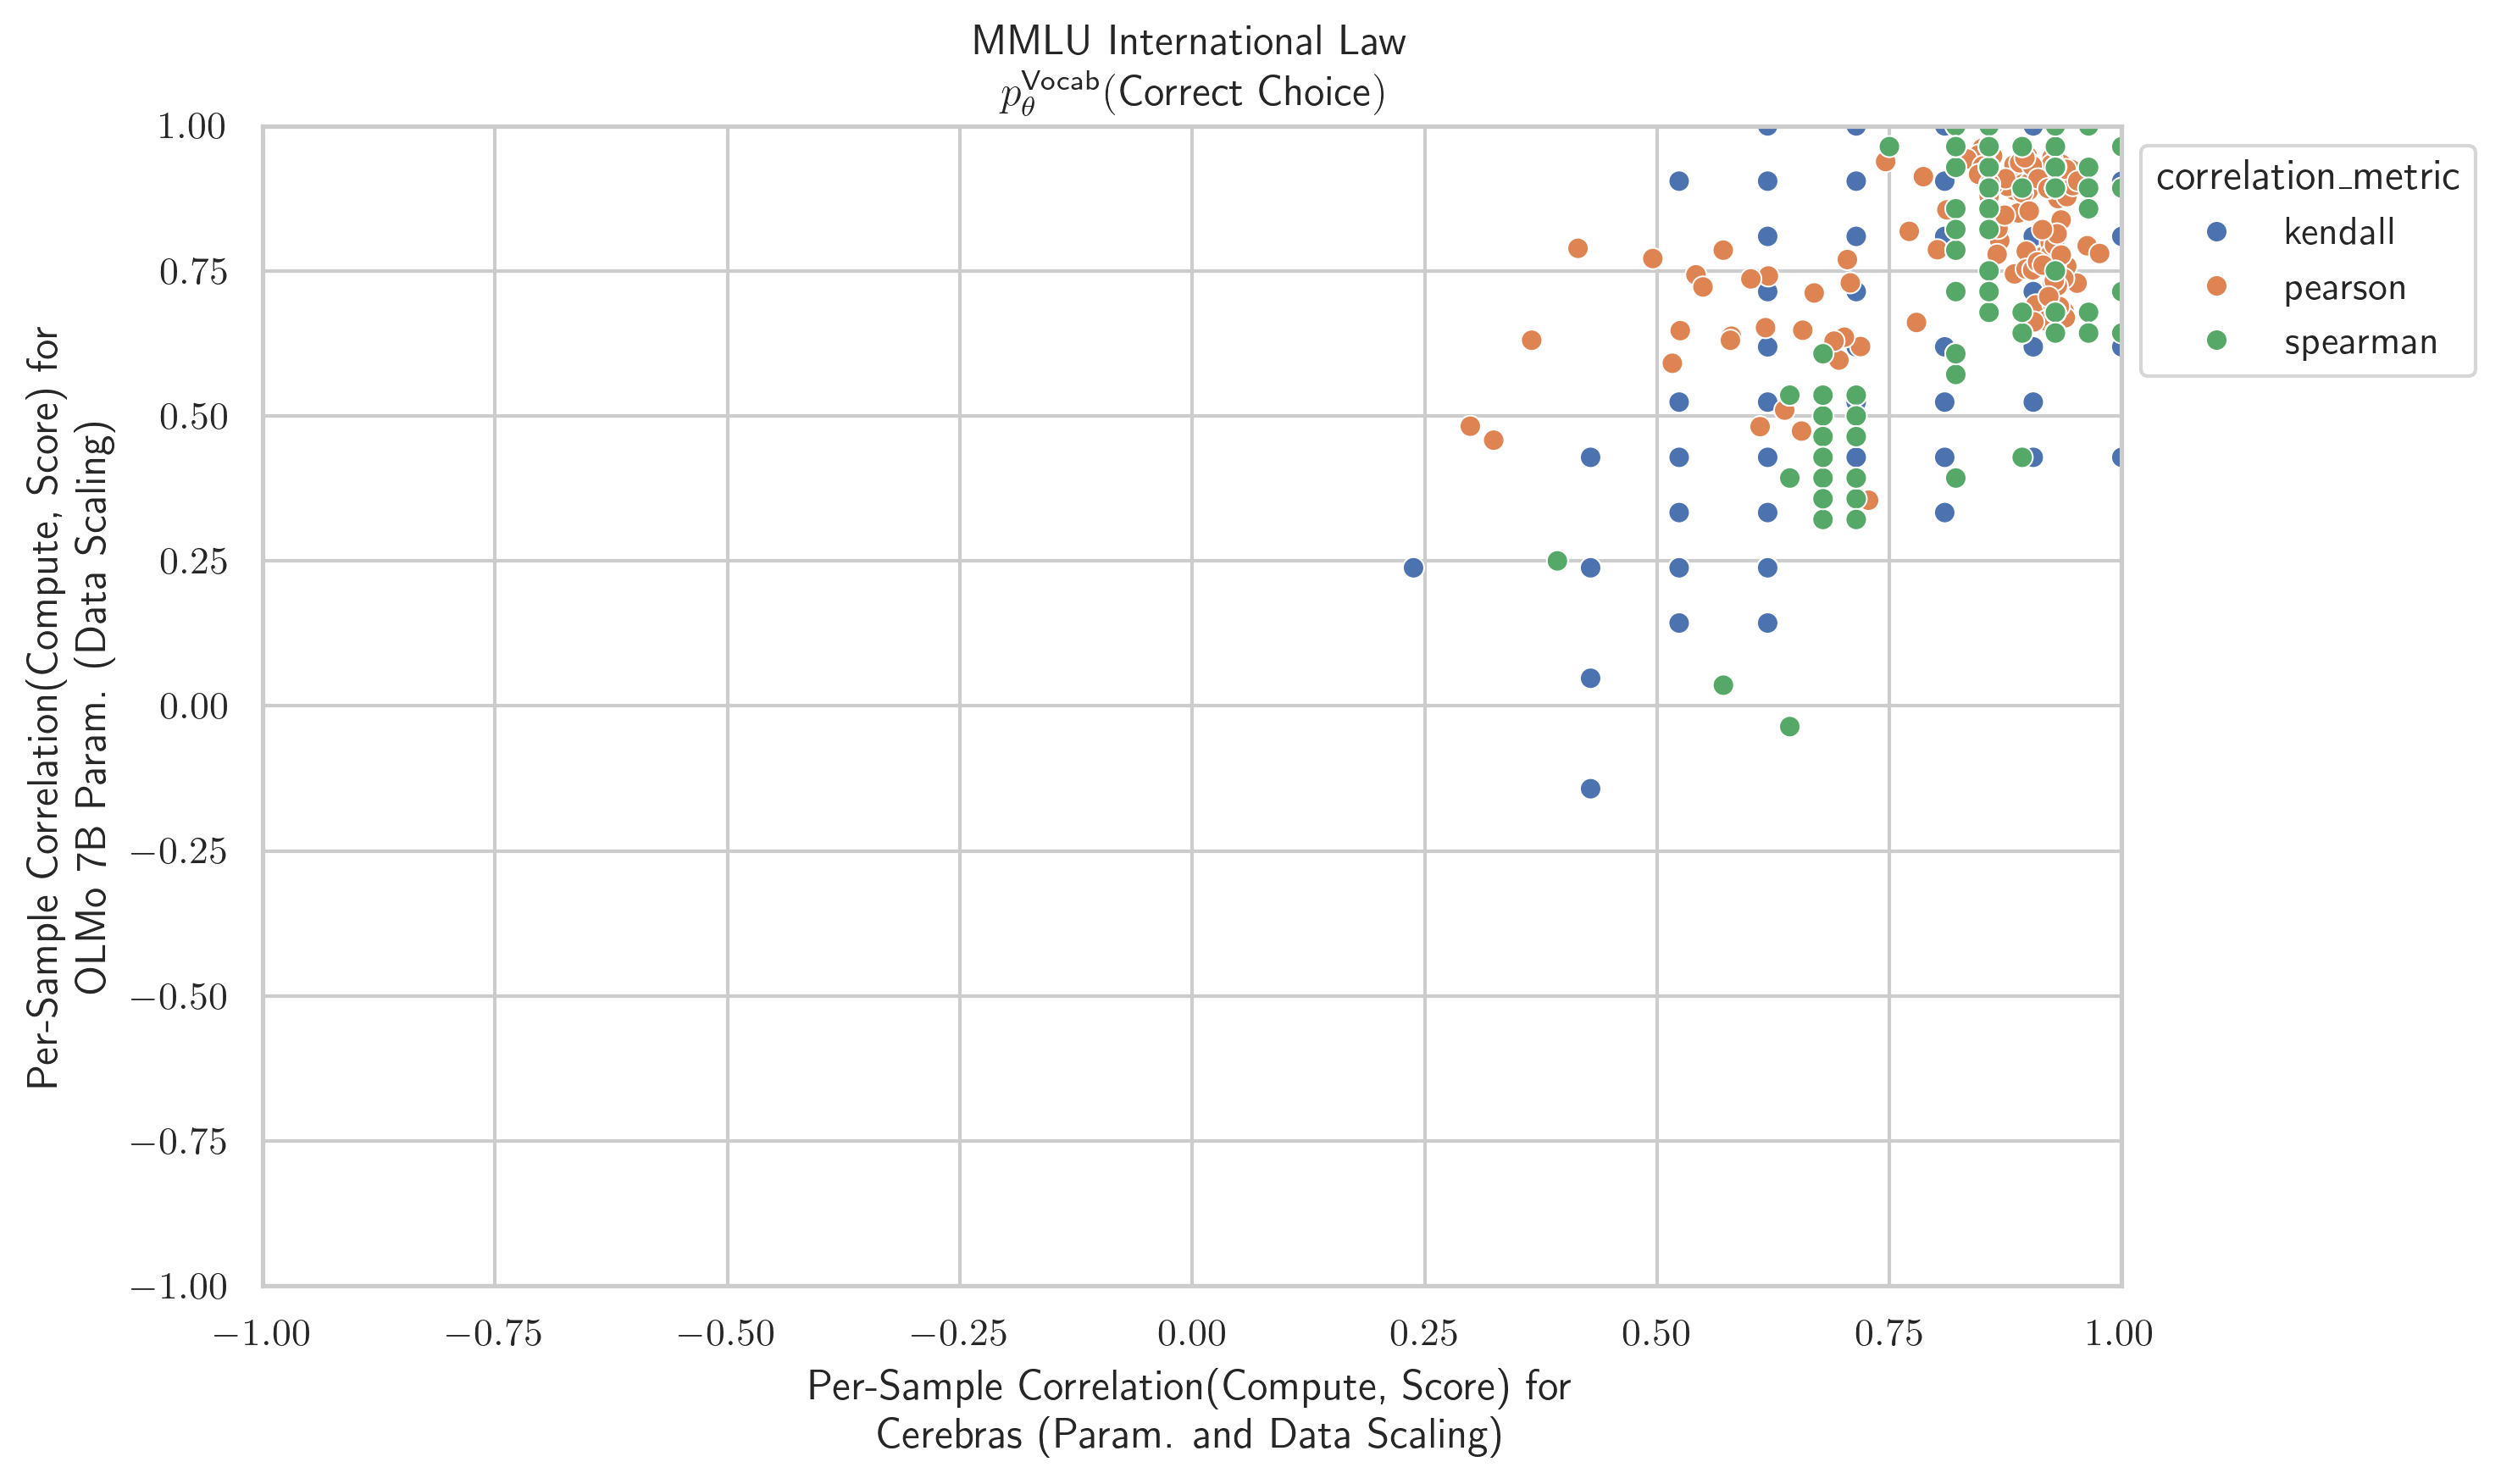 MMLU International Law
p_θ^Vocab(Correct Choice)
1.00
0.75
0.50
0.25
0.00
−0.25
−0.50
−0.75
−1.00
Per-Sample Correlation(Compute, Score) for
OLMo 7B Param. (Data Scaling)
correlation_metric
kendall
pearson
spearman
−1.00
−0.75
−0.50
−0.25
0.00
0.25
0.50
0.75
1.00
Per-Sample Correlation(Compute, Score) for
Cerebras (Param. and Data Scaling)